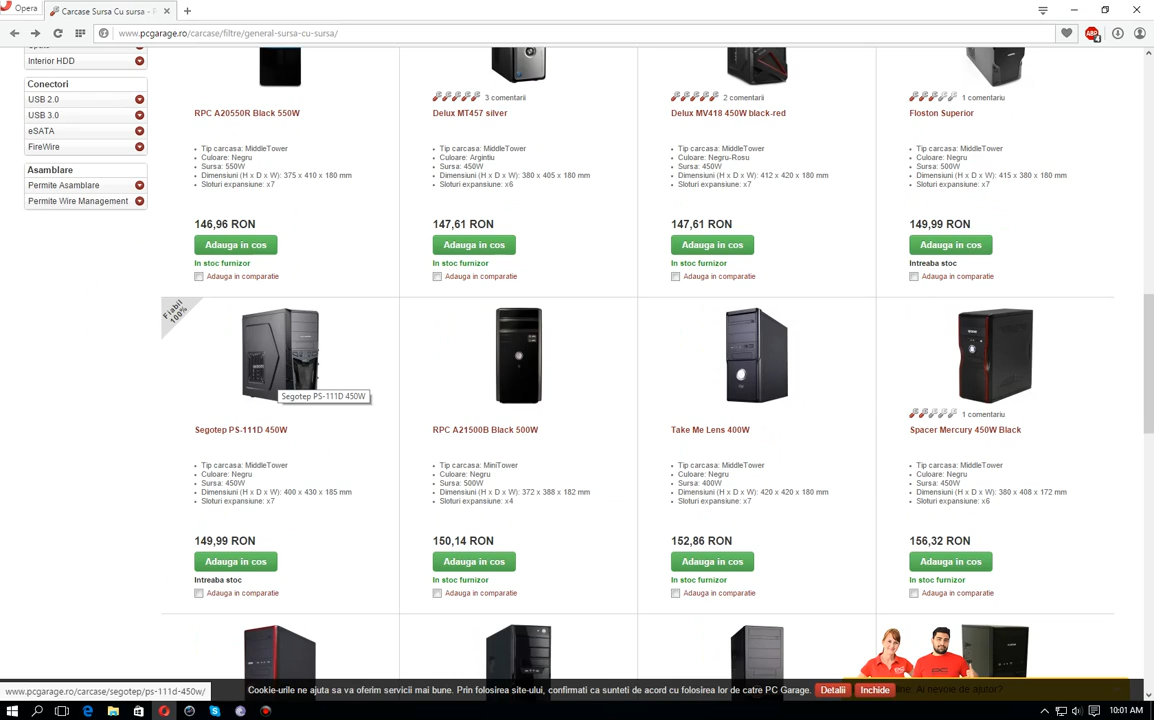 Opera
Carcase Sursa Cu sursa - P
www.pcgarage.ro/carcase/filtre/general-sursa-cu-sursa/
ABP
4
Interior HDD
Conectori
USB 2.0
USB 3.0
eSATA
FireWire
Asamblare
Permite Asamblare
Permite Wire Management
3 comentarii
2 comentarii
1 comentariu
RPC A20550R Black 550W
Delux MT457 silver
Delux MV418 450W black-red
Floston Superior
Tip carcasa: MiddleTower
Culoare: Negru
Sursa: 550W
Dimensiuni (H x D x W): 375 x 410 x 180 mm
Sloturi expansiune: x7
Tip carcasa: MiddleTower
Culoare: Argintiu
Sursa: 450W
Dimensiuni (H x D x W): 380 x 405 x 180 mm
Sloturi expansiune: x6
Tip carcasa: MiddleTower
Culoare: Negru-Rosu
Sursa: 450W
Dimensiuni (H x D x W): 412 x 420 x 180 mm
Sloturi expansiune: x7
Tip carcasa: MiddleTower
Culoare: Negru
Sursa: 500W
Dimensiuni (H x D x W): 415 x 380 x 180 mm
Sloturi expansiune: x7
146,96 RON
147,61 RON
147,61 RON
149,99 RON
Adauga in cos
Adauga in cos
Adauga in cos
Adauga in cos
In stoc furnizor
In stoc furnizor
In stoc furnizor
Intreaba stoc
Adauga in comparatie
Adauga in comparatie
Adauga in comparatie
Adauga in comparatie
Fiabil
100%
Segotep PS-111D 450W
1 comentariu
Segotep PS-111D 450W
RPC A21500B Black 500W
Take Me Lens 400W
Spacer Mercury 450W Black
Tip carcasa: MiddleTower
Culoare: Negru
Sursa: 450W
Dimensiuni (H x D x W): 400 x 430 x 185 mm
Sloturi expansiune: x7
Tip carcasa: MiniTower
Culoare: Negru
Sursa: 500W
Dimensiuni (H x D x W): 372 x 388 x 182 mm
Sloturi expansiune: x4
Tip carcasa: MiddleTower
Culoare: Negru
Sursa: 400W
Dimensiuni (H x D x W): 420 x 420 x 180 mm
Sloturi expansiune: x7
Tip carcasa: MiddleTower
Culoare: Negru
Sursa: 450W
Dimensiuni (H x D x W): 380 x 408 x 172 mm
Sloturi expansiune: x6
149,99 RON
150,14 RON
152,86 RON
156,32 RON
Adauga in cos
Adauga in cos
Adauga in cos
Adauga in cos
Intreaba stoc
In stoc furnizor
In stoc furnizor
In stoc furnizor
Adauga in comparatie
Adauga in comparatie
Adauga in comparatie
Adauga in comparatie
www.pcgarage.ro/carcase/segotep/ps-111d-450w/
Cookie-urile ne ajuta sa va oferim servicii mai bune. Prin folosirea site-ului, confirmati ca sunteti de acord cu folosirea lor de catre PC Garage.
Detalii
Inchide
Ai nevoie de ajutor?
10:01 AM